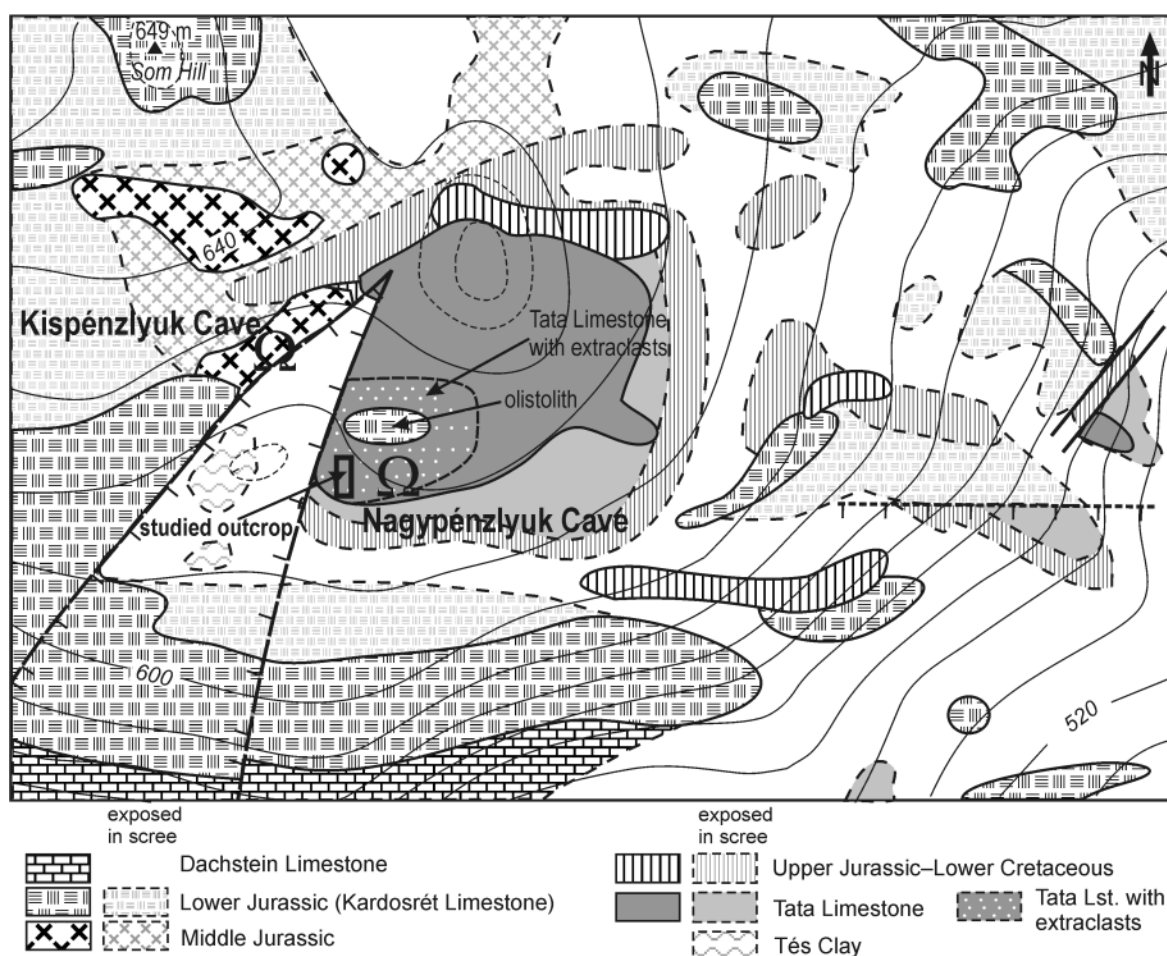 649 m
Som Hill
N
640
Kispénzlyuk Cave
Ω
Tata Limestone
with extraclasts
olistolith
Ω
studied outcrop
Nagypénzlyuk Cave
600
520
exposed
in scree
exposed
in scree
Dachstein Limestone
Upper Jurassic–Lower Cretaceous
Lower Jurassic (Kardosrét Limestone)
Tata Limestone
Tata Lst. with
extraclasts
Middle Jurassic
Tés Clay